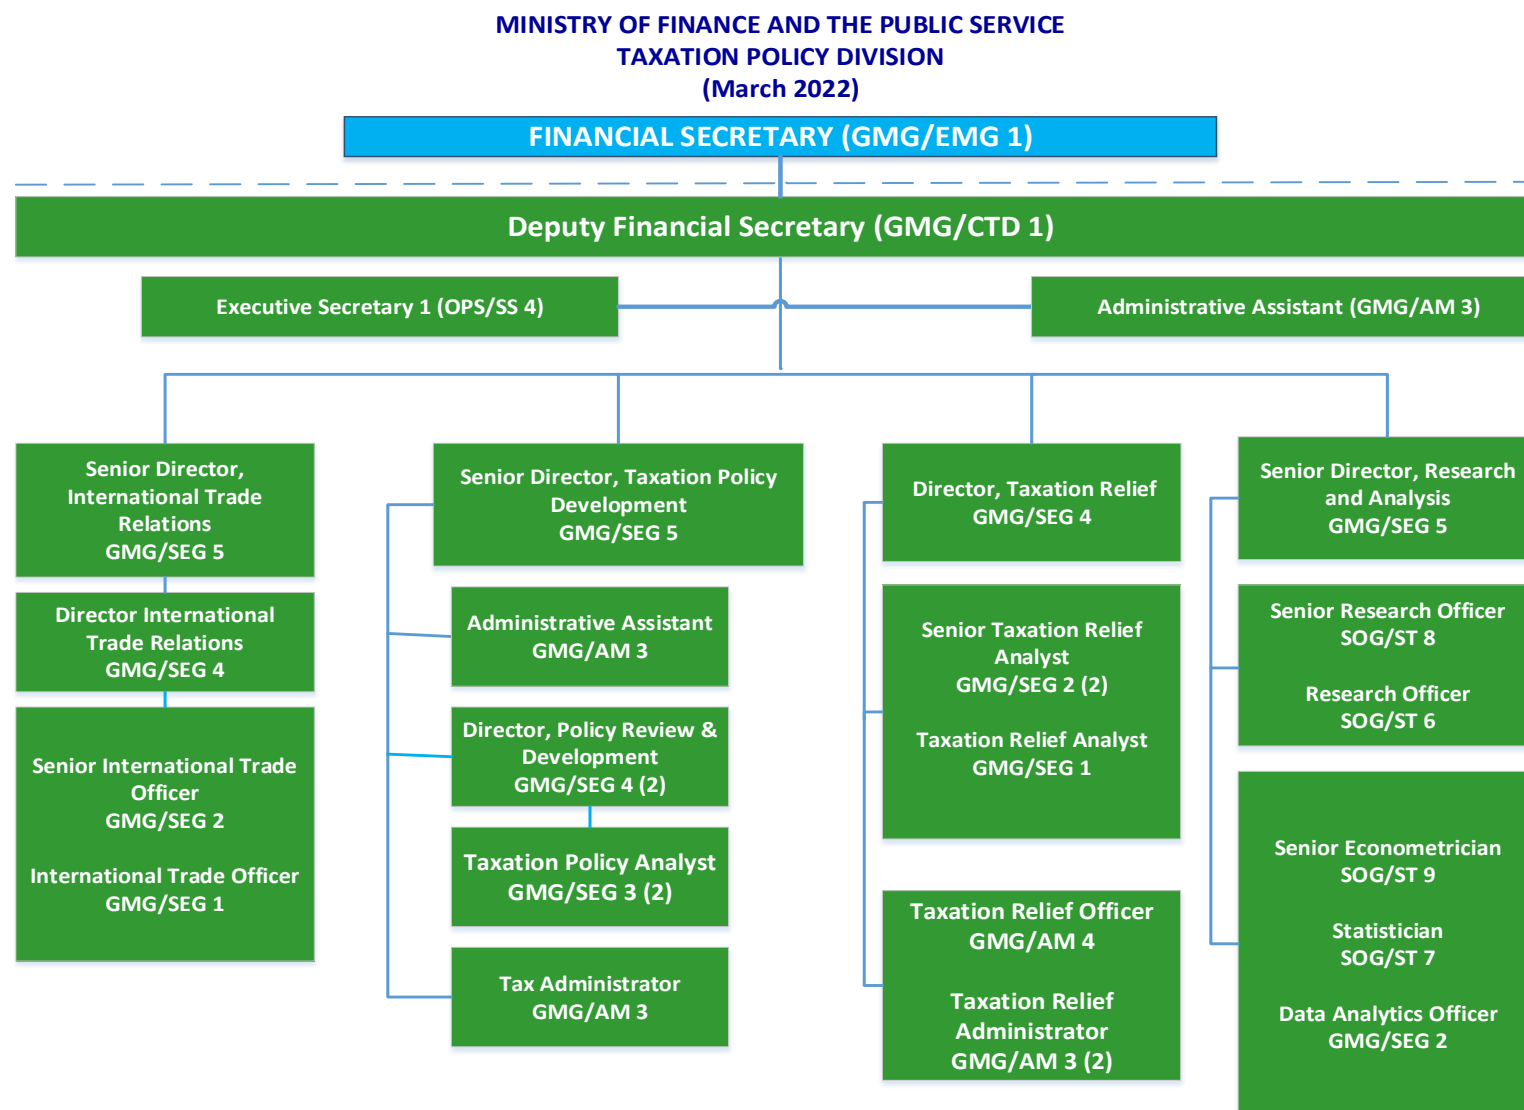 MINISTRY OF FINANCE AND THE PUBLIC SERVICE
TAXATION POLICY DIVISION
(March 2022)
FINANCIAL SECRETARY (GMG/EMG 1)
Deputy Financial Secretary (GMG/CTD 1)
Executive Secretary 1 (OPS/SS 4)
Administrative Assistant (GMG/AM 3)
Senior Director,
International Trade
Relations
GMG/SEG 5
Director International
Trade Relations
GMG/SEG 4
Senior International Trade
Officer
GMG/SEG 2
International Trade Officer
GMG/SEG 1
Senior Director, Taxation Policy
Development
GMG/SEG 5
Administrative Assistant
GMG/AM 3
Director, Policy Review &
Development
GMG/SEG 4 (2)
Taxation Policy Analyst
GMG/SEG 3 (2)
Tax Administrator
GMG/AM 3
Director, Taxation Relief
GMG/SEG 4
Senior Taxation Relief
Analyst
GMG/SEG 2 (2)
Taxation Relief Analyst
GMG/SEG 1
Taxation Relief Officer
GMG/AM 4
Taxation Relief
Administrator
GMG/AM 3 (2)
Senior Director, Research
and Analysis
GMG/SEG 5
Senior Research Officer
SOG/ST 8
Research Officer
SOG/ST 6
Senior Econometrician
SOG/ST 9
Statistician
SOG/ST 7
Data Analytics Officer
GMG/SEG 2